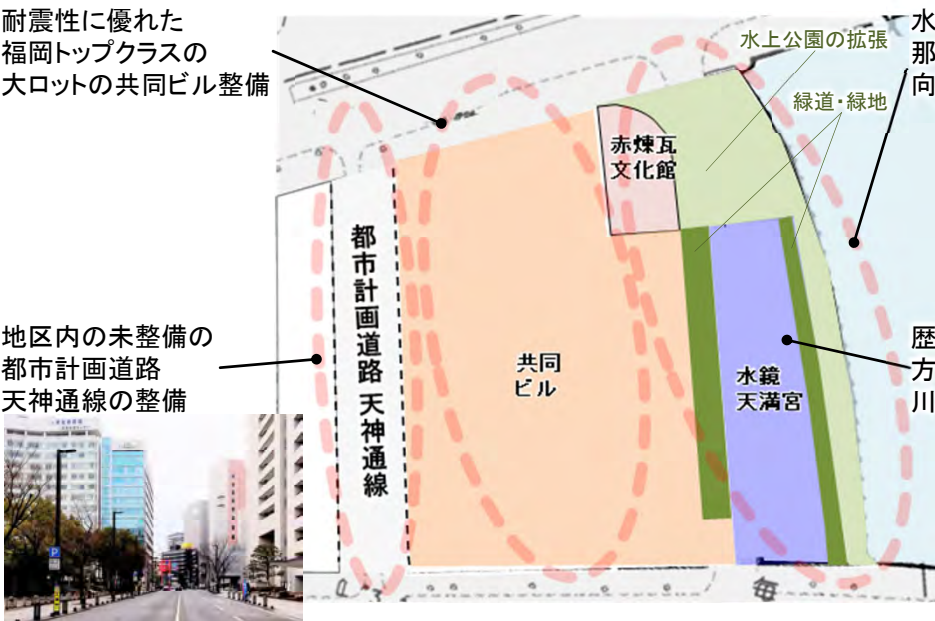 耐震性に優れた
福岡トップクラスの
大ロットの共同ビル整備
水上公園の拡張
水
那
向
緑道・緑地
赤煉瓦
文化館
都市計画道路 天神通線
地区内の未整備の
都市計画道路
天神通線の整備
共同
ビル
水鏡
天満宮
歴
方
川
毎
P